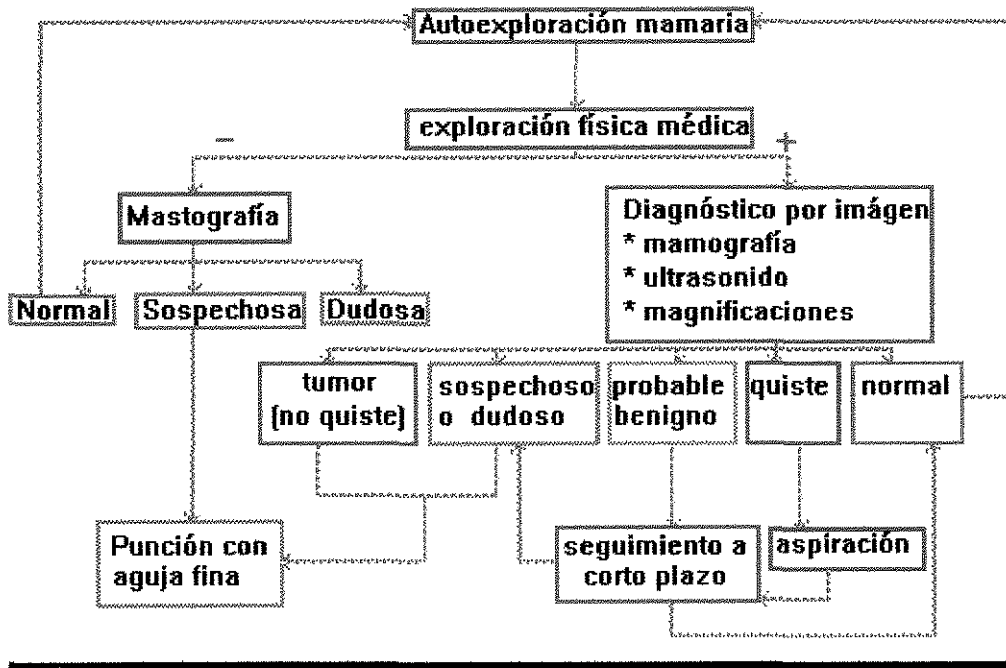 Autoexploración mamaria
exploración física médica
−
+
Mastografía
Diagnóstico por imágen
* mamografía
* ultrasonido
* magnificaciones
Normal
Sospechosa
Dudosa
tumor
(no quiste)
sospechoso
o dudoso
probable
benigno
quiste
normal
Punción con
aguja fina
seguimiento a
corto plazo
aspiración